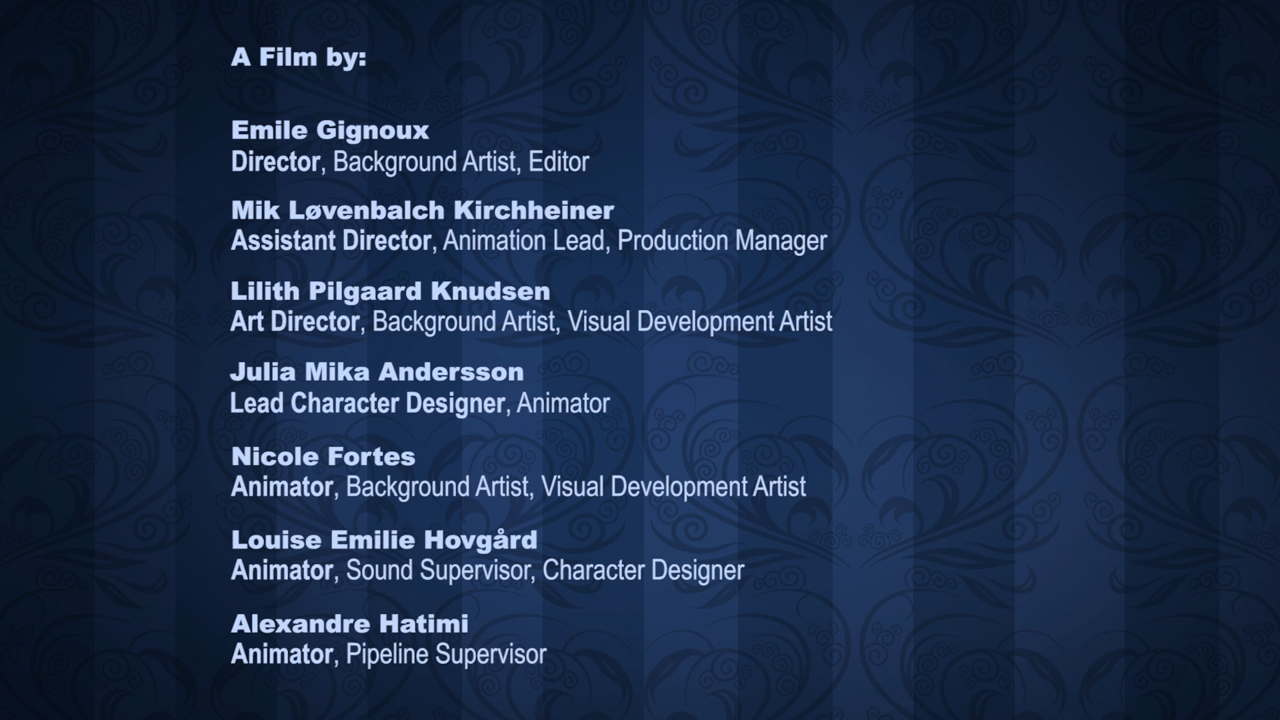 A Film by:
Emile Gignoux
Director, Background Artist, Editor
Mik Løvenbalch Kirchheiner
Assistant Director, Animation Lead, Production Manager
Lilith Pilgaard Knudsen
Art Director, Background Artist, Visual Development Artist
Julia Mika Andersson
Lead Character Designer, Animator
Nicole Fortes
Animator, Background Artist, Visual Development Artist
Louise Emilie Hovgård
Animator, Sound Supervisor, Character Designer
Alexandre Hatimi
Animator, Pipeline Supervisor